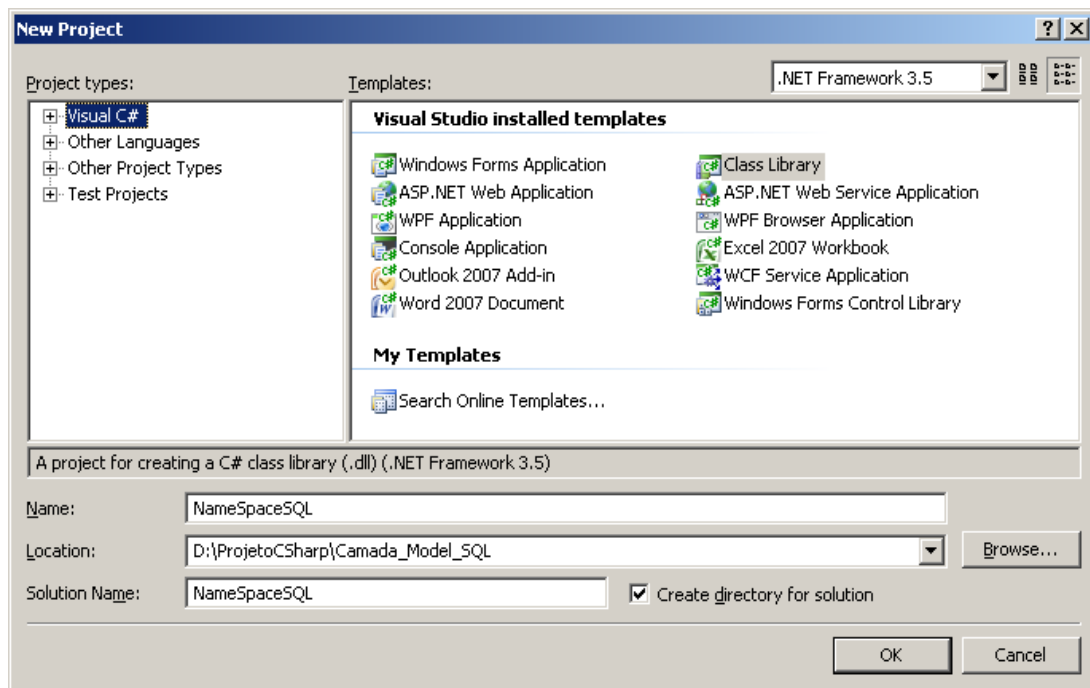 New Project
Project types:
Templates:
.NET Framework 3.5
Visual C#
Other Languages
Other Project Types
Test Projects
Visual Studio installed templates
Windows Forms Application
Class Library
ASP.NET Web Application
ASP.NET Web Service Application
WPF Application
WPF Browser Application
Console Application
Excel 2007 Workbook
Outlook 2007 Add-in
WCF Service Application
Word 2007 Document
Windows Forms Control Library
My Templates
Search Online Templates...
A project for creating a C# class library (.dll) (.NET Framework 3.5)
Name:
NameSpaceSQL
Location:
D:\ProjetoCSharp\Camada_Model_SQL
Browse...
Solution Name:
NameSpaceSQL
Create directory for solution
OK
Cancel